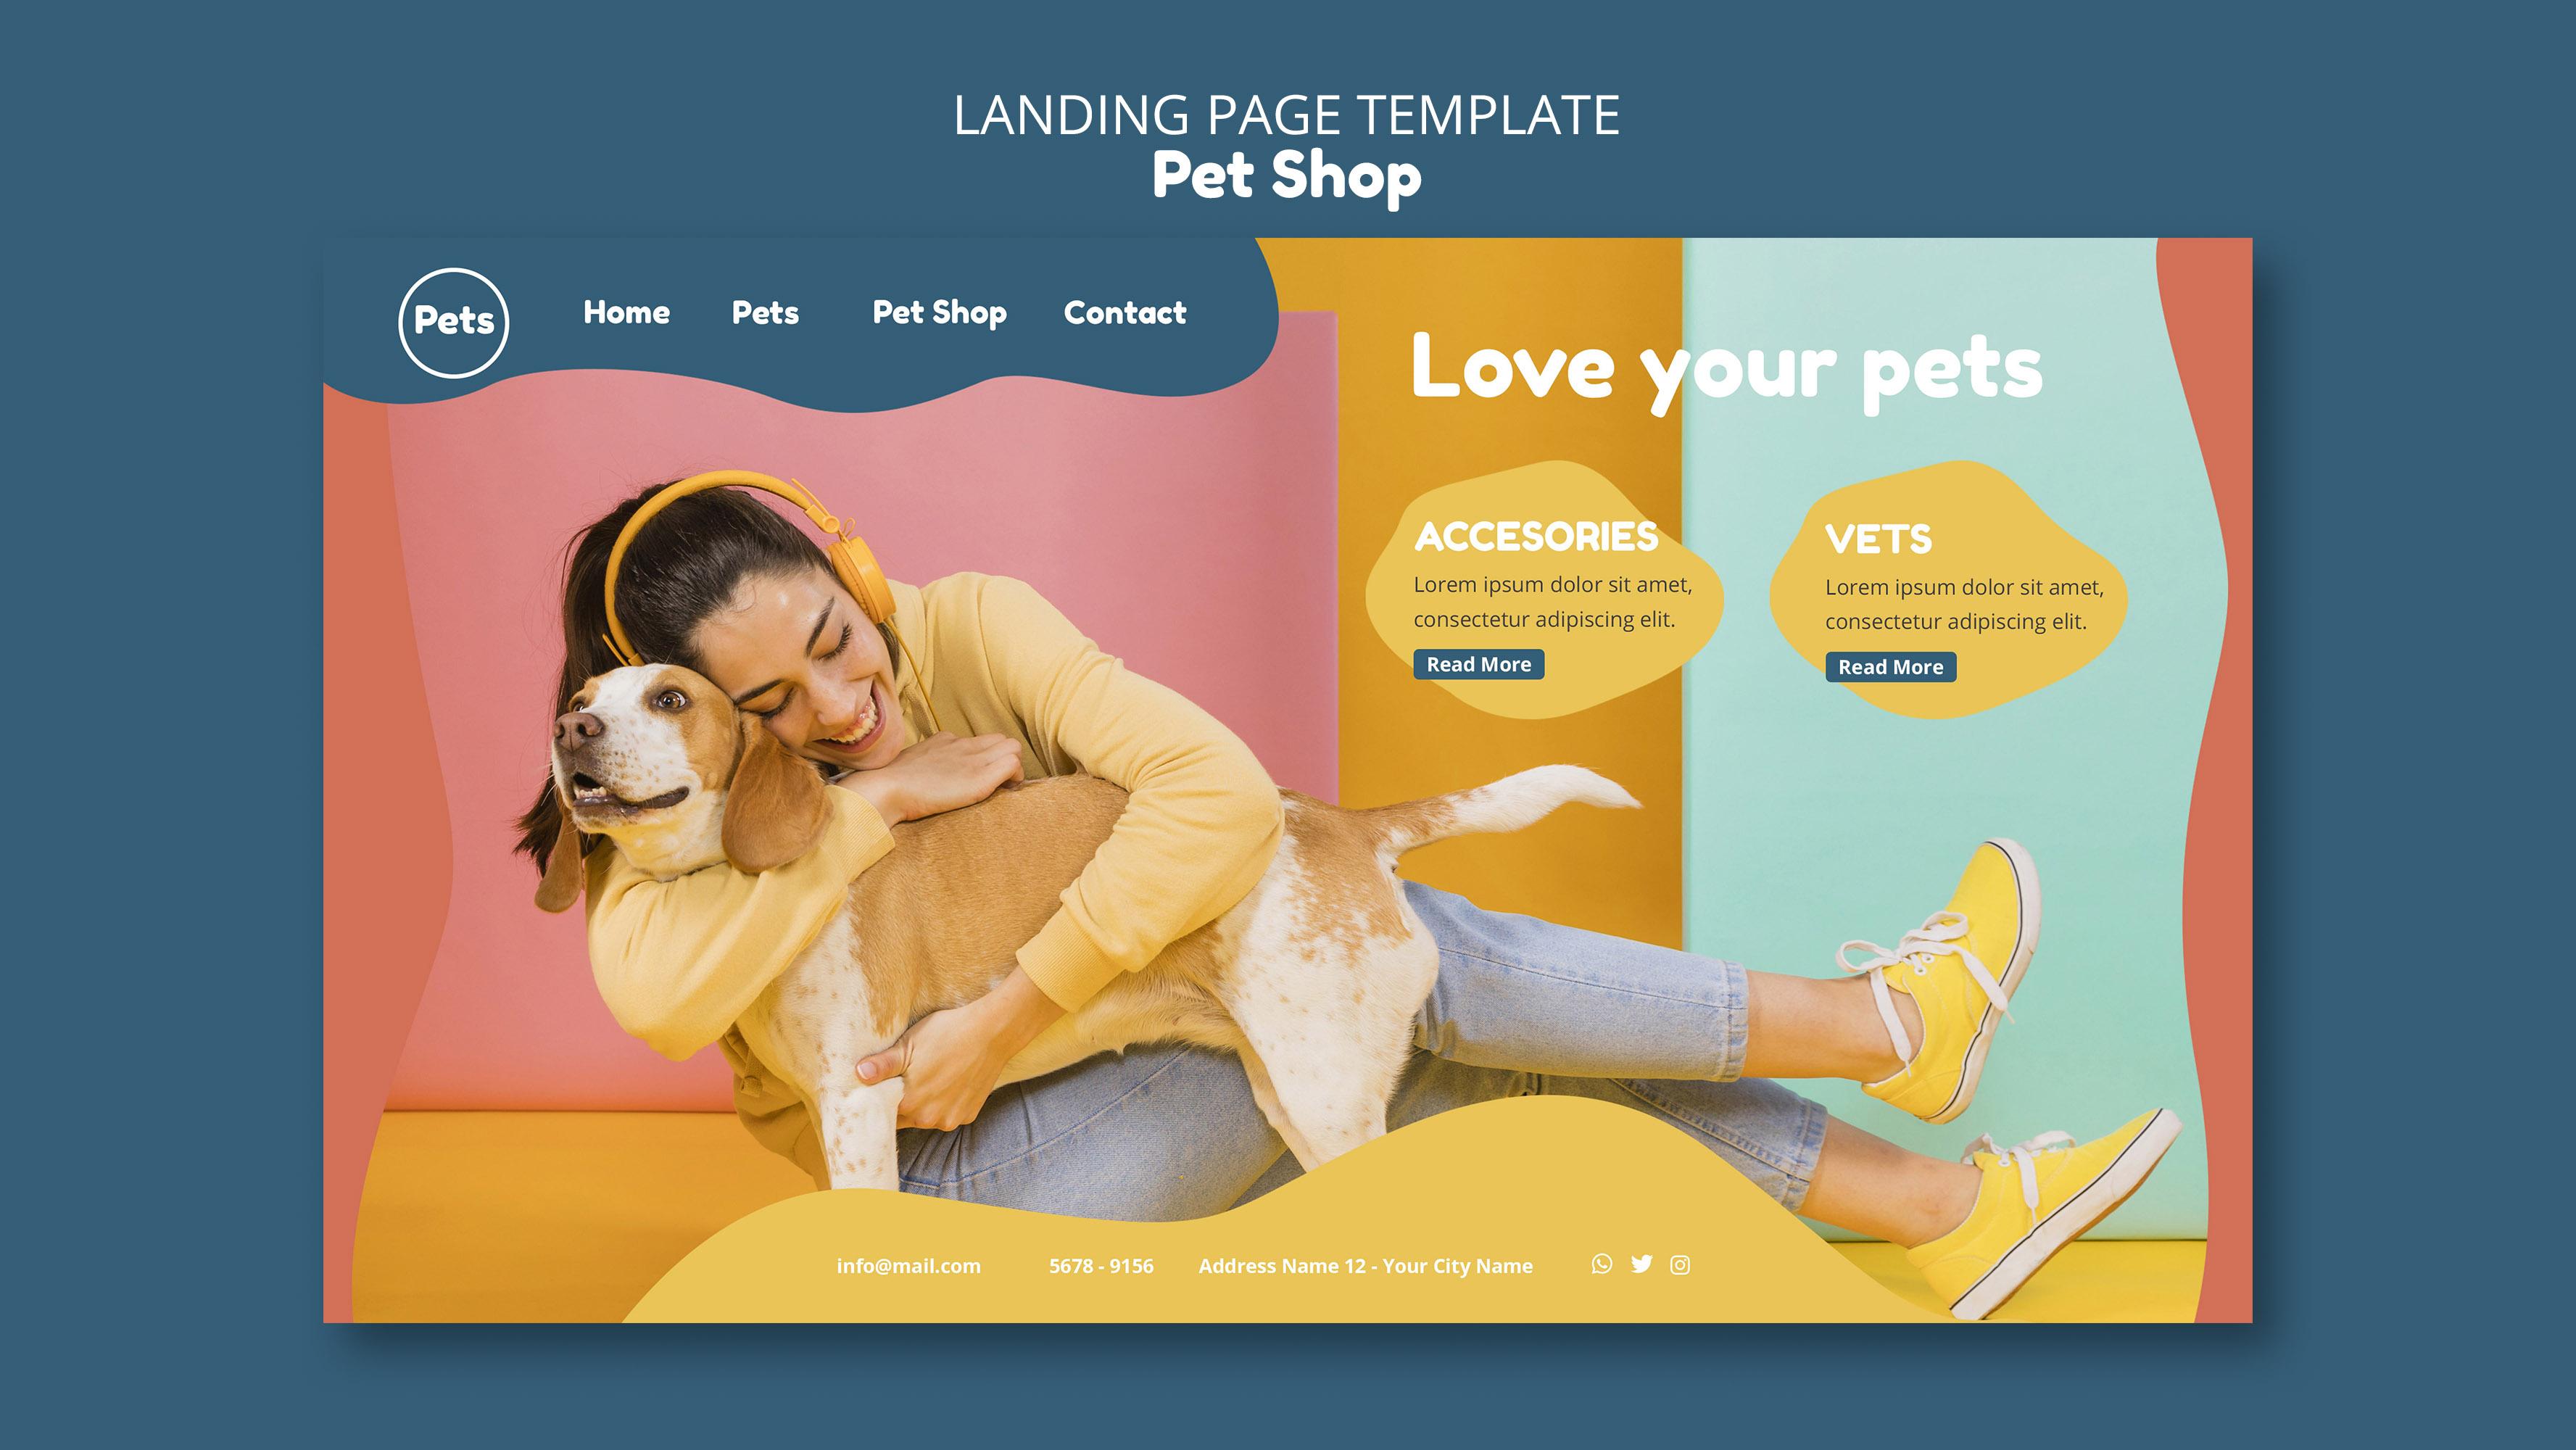 LANDING PAGE TEMPLATE
Pet Shop
Pets
Home Pets Pet Shop Contact
Love your pets
ACCESORIES
Lorem ipsum dolor sit amet,
consectetur adipiscing elit.
Read More
VETS
Lorem ipsum dolor sit amet,
consectetur adipiscing elit.
Read More
info@mail.com 5678 - 9156 Address Name 12 - Your City Name